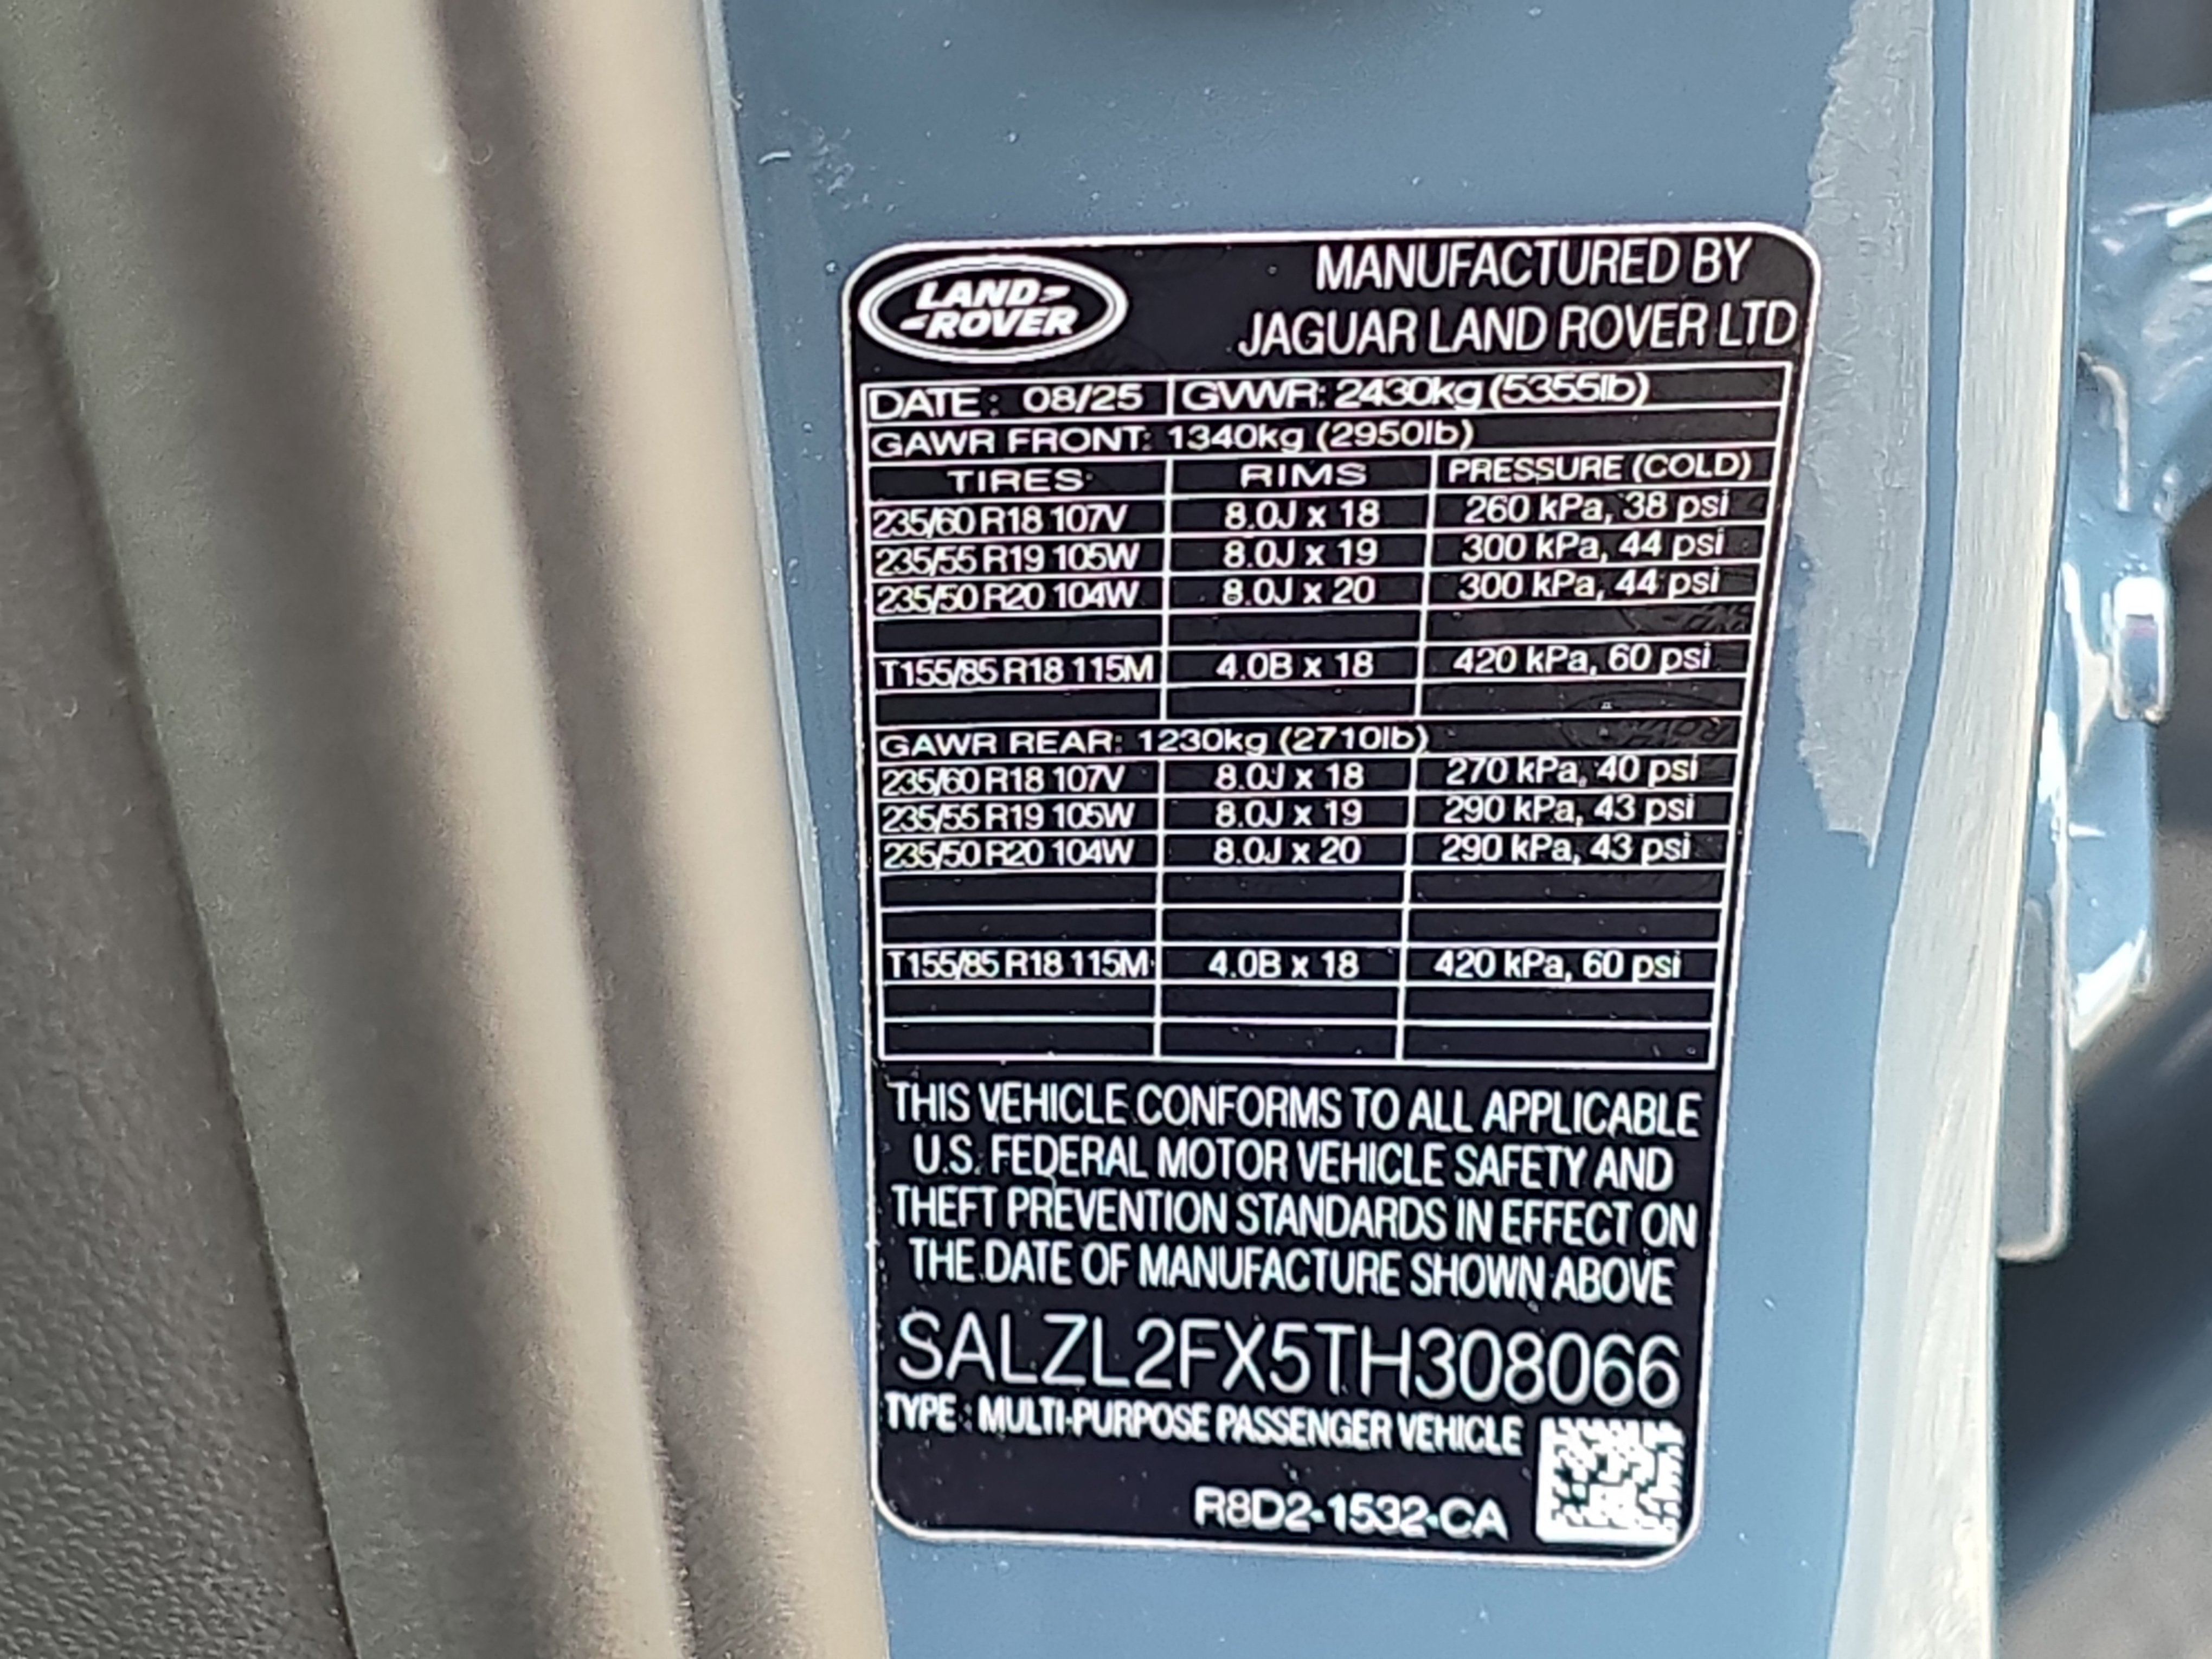 LAND-
-ROVER
MANUFACTURED BY
JAGUAR LAND ROVER LTD
DATE: 08/25 GVWR: 2430kg (5355lb)
GAWR FRONT: 1340kg (2950lb)
TIRES RIMS PRESSURE (COLD)
235/60 R18 107V 8.0J x 18 260 kPa, 38 psi
235/55 R19 105W 8.0J x 19 300 kPa, 44 psi
235/50 R20 104W 8.0J x 20 300 kPa, 44 psi
T155/85 R18 115M 4.0B x 18 420 kPa, 60 psi
GAWR REAR: 1230kg (2710lb)
235/60 R18 107V 8.0J x 18 270 kPa, 40 psi
235/55 R19 105W 8.0J x 19 290 kPa, 43 psi
235/50 R20 104W 8.0J x 20 290 kPa, 43 psi
T155/85 R18 115M 4.0B x 18 420 kPa, 60 psi
THIS VEHICLE CONFORMS TO ALL APPLICABLE
U.S. FEDERAL MOTOR VEHICLE SAFETY AND
THEFT PREVENTION STANDARDS IN EFFECT ON
THE DATE OF MANUFACTURE SHOWN ABOVE
SALZL2FX5TH308066
TYPE : MULTI-PURPOSE PASSENGER VEHICLE
R8D2-1532-CA